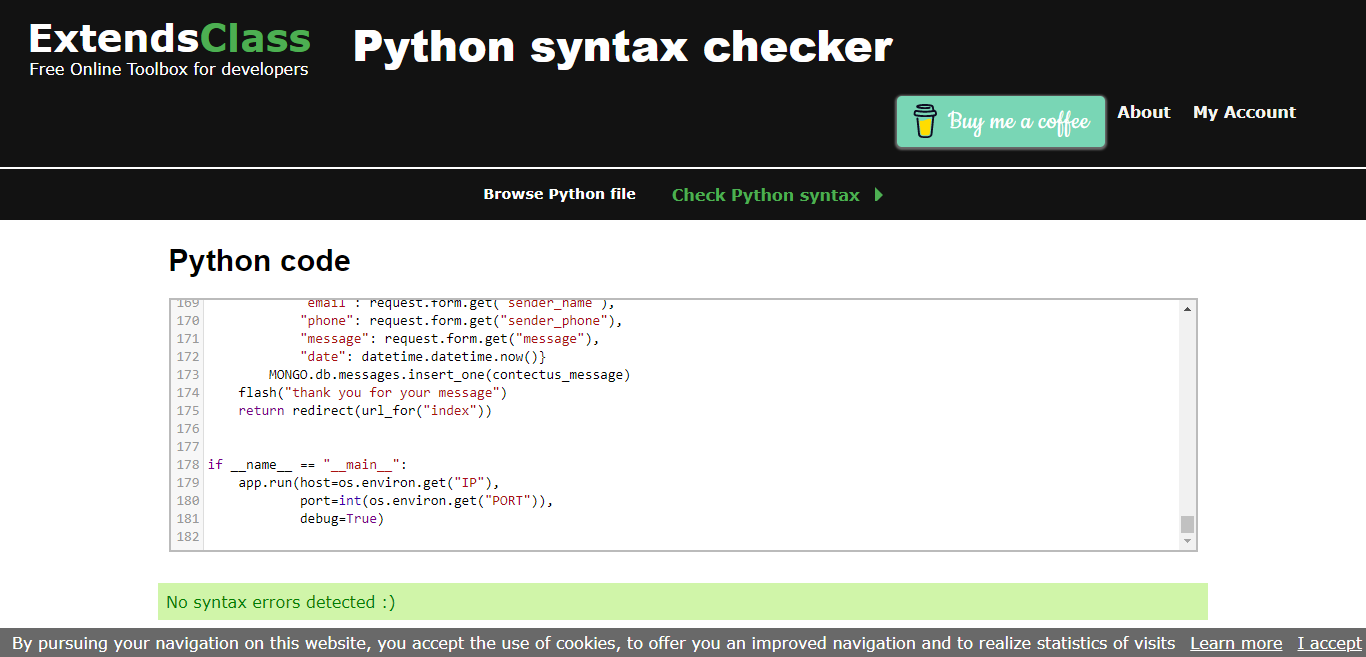 ExtendsClass
Free Online Toolbox for developers
Python syntax checker
Buy me a coffee
About
My Account
Browse Python file
Check Python syntax
Python code
169 "email": request.form.get("sender_name"),
170 "phone": request.form.get("sender_phone"),
171 "message": request.form.get("message"),
172 "date": datetime.datetime.now()}
173 MONGO.db.messages.insert_one(contectus_message)
174 flash("thank you for your message")
175 return redirect(url_for("index"))
176
177
178 if __name__ == "__main__":
179 app.run(host=os.environ.get("IP"),
180 port=int(os.environ.get("PORT")),
181 debug=True)
182
No syntax errors detected :)
By pursuing your navigation on this website, you accept the use of cookies, to offer you an improved navigation and to realize statistics of visits Learn more I accept